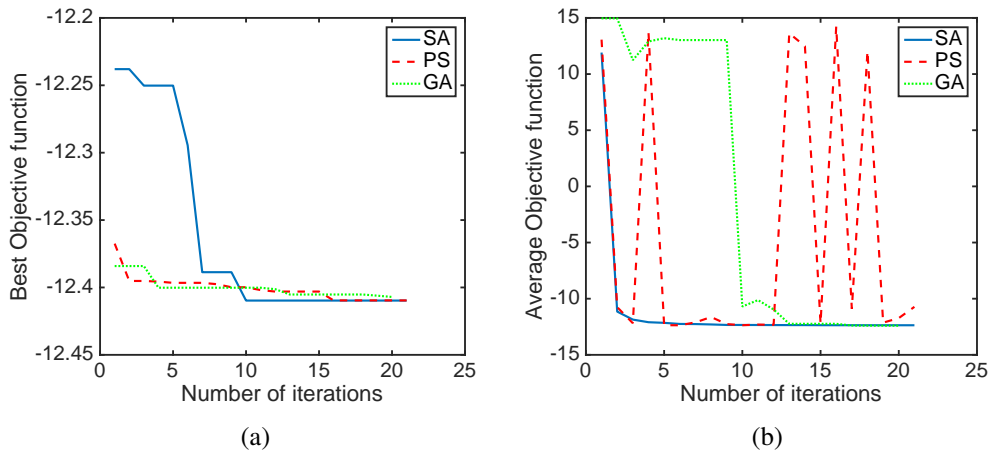 -12.2
-12.25
-12.3
-12.35
-12.4
-12.45
Best Objective function
0 5 10 15 20 25
Number of iterations
SA
PS
GA
(a)
15
10
5
0
-5
-10
-15
Average Objective function
0 5 10 15 20 25
Number of iterations
SA
PS
GA
(b)